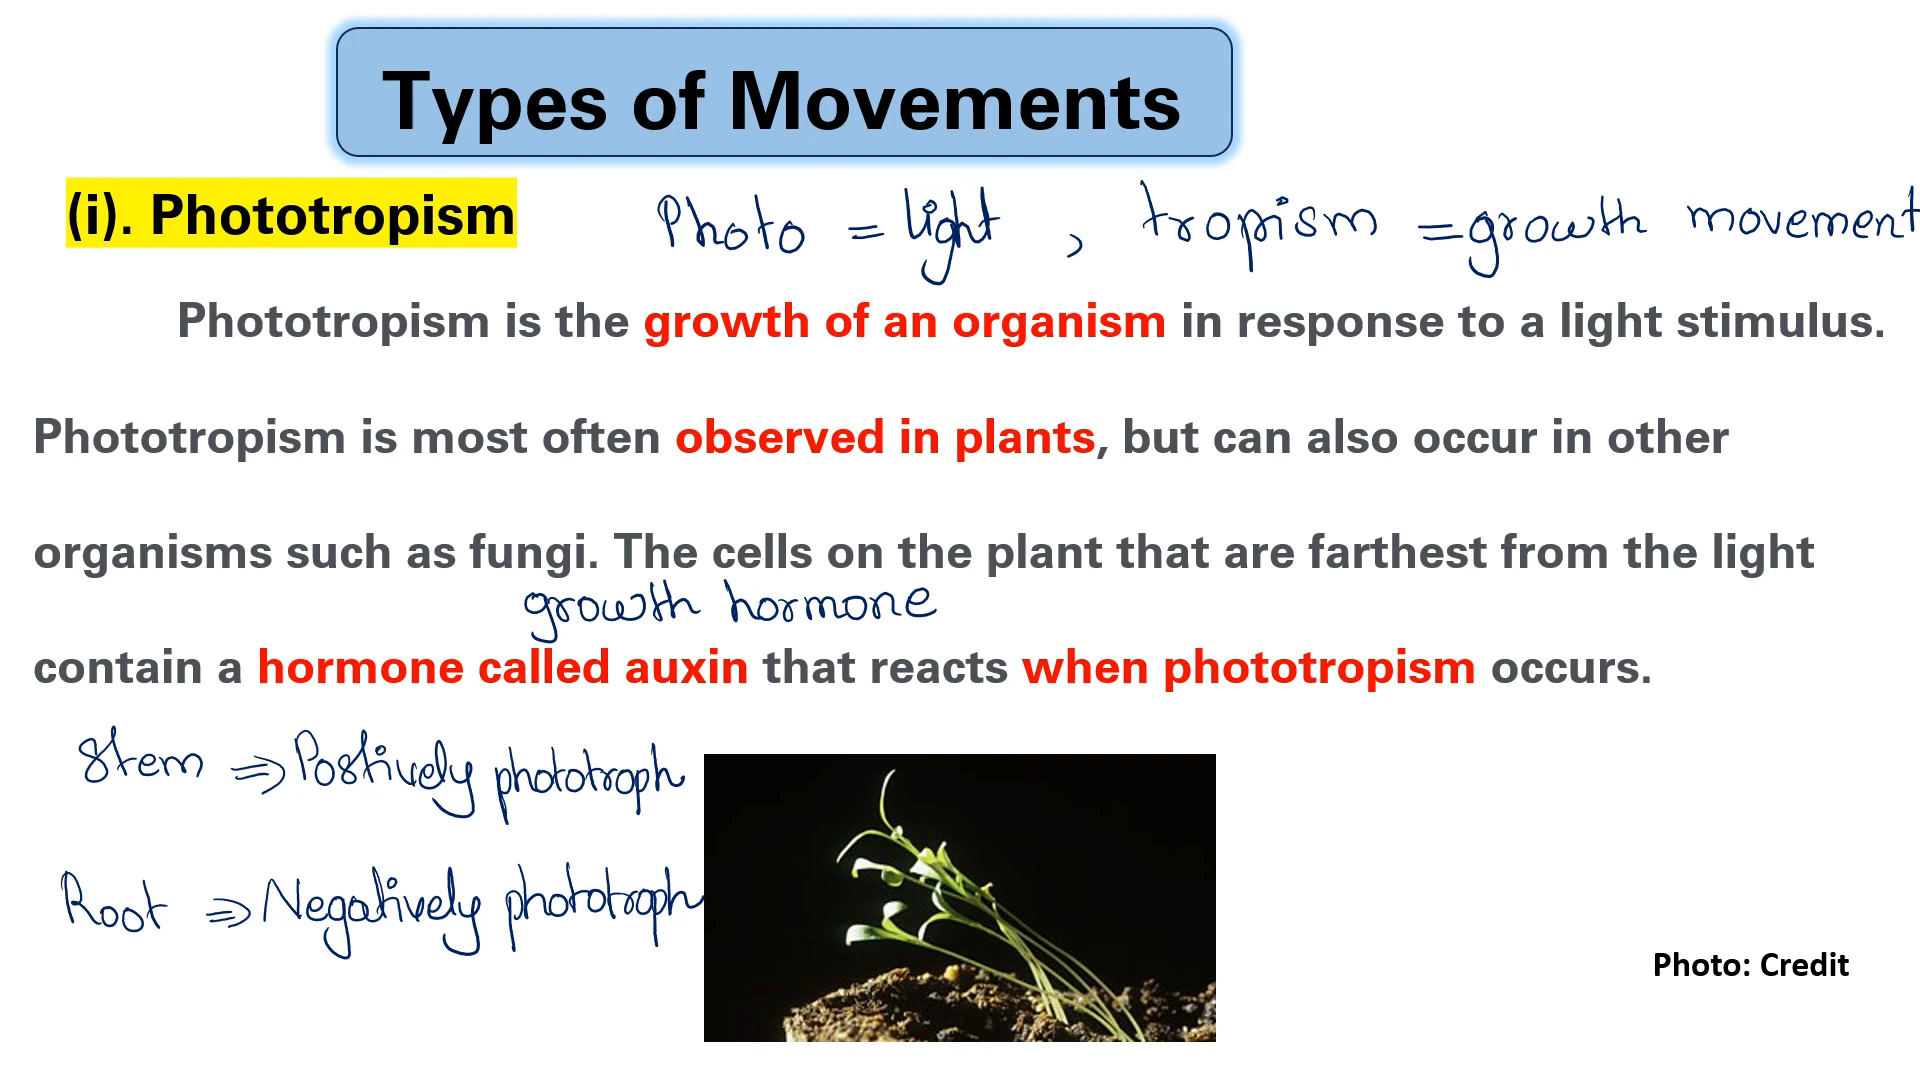 Types of Movements
(i). Phototropism
Photo = light , tropism = growth movement
Phototropism is the growth of an organism in response to a light stimulus.
Phototropism is most often observed in plants, but can also occur in other
organisms such as fungi. The cells on the plant that are farthest from the light
growth hormone
contain a hormone called auxin that reacts when phototropism occurs.
Stem ⇒ Postively phototroph
Root ⇒ Negatively phototroph
Photo: Credit